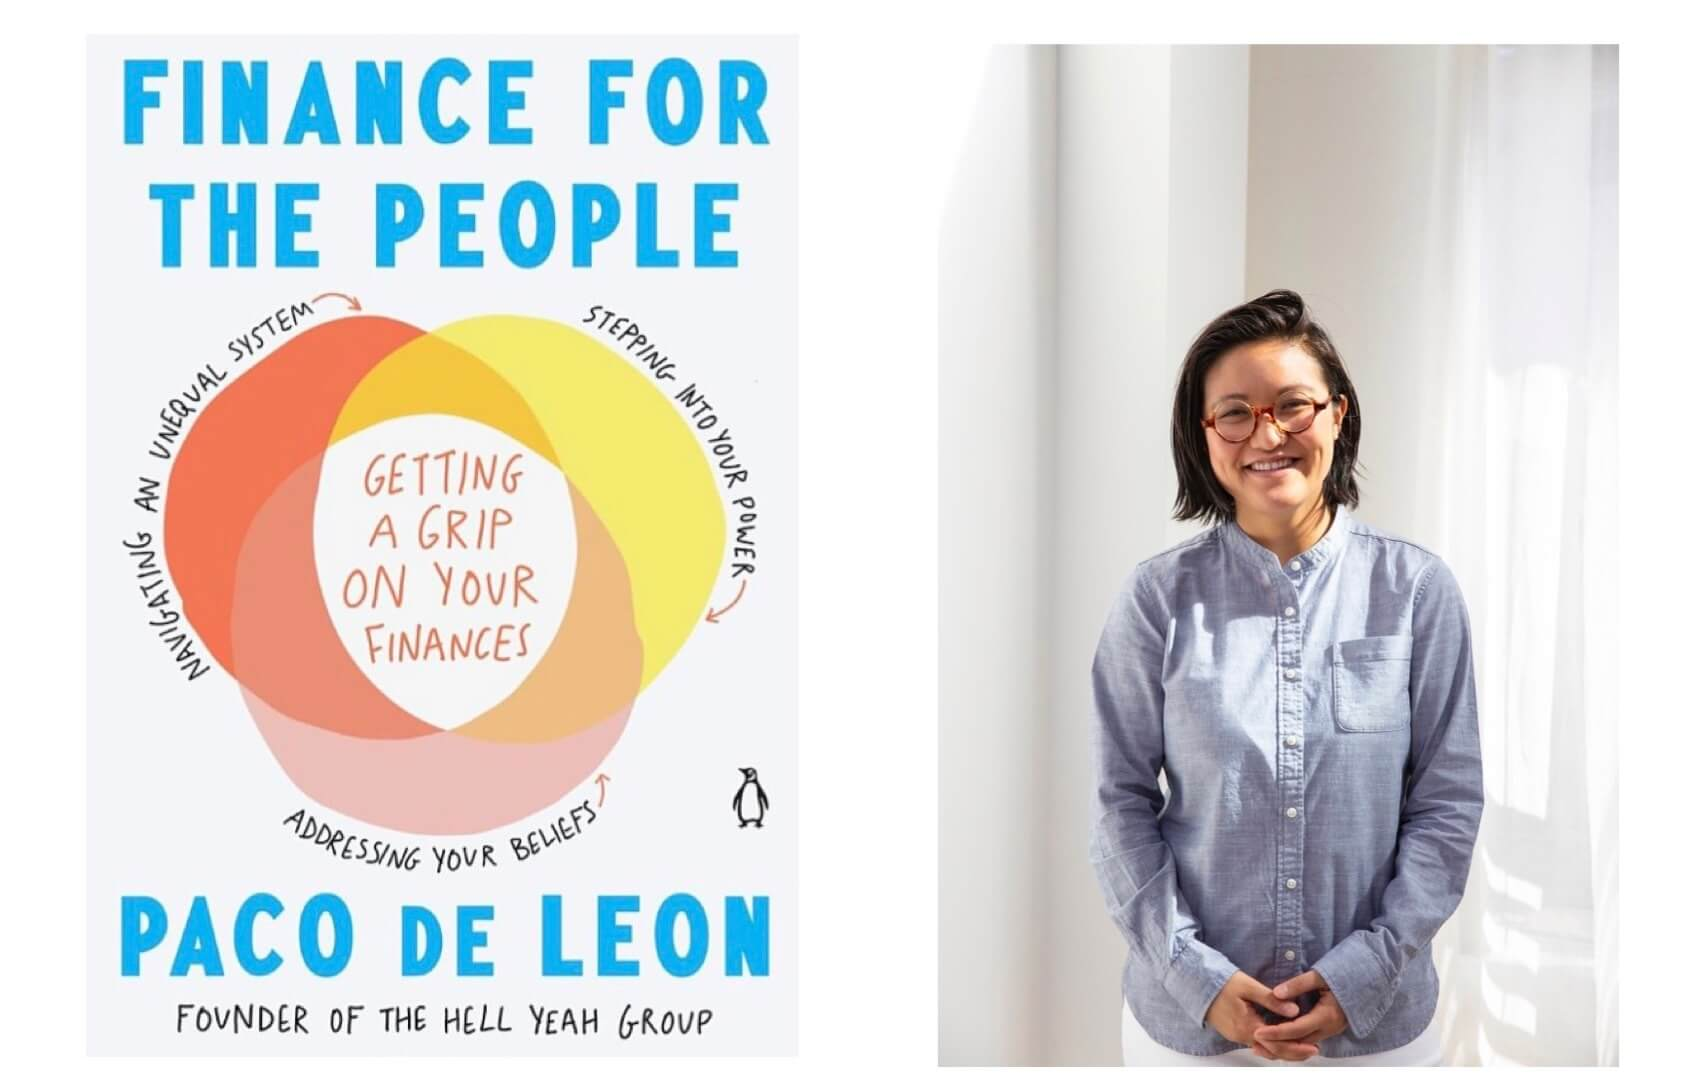 FINANCE FOR
THE PEOPLE
NAVIGATING AN UNEQUAL SYSTEM
STEPPING INTO YOUR POWER
GETTING
A GRIP
ON YOUR
FINANCES
ADDRESSING YOUR BELIEFS
PACO DE LEON
FOUNDER OF THE HELL YEAH GROUP